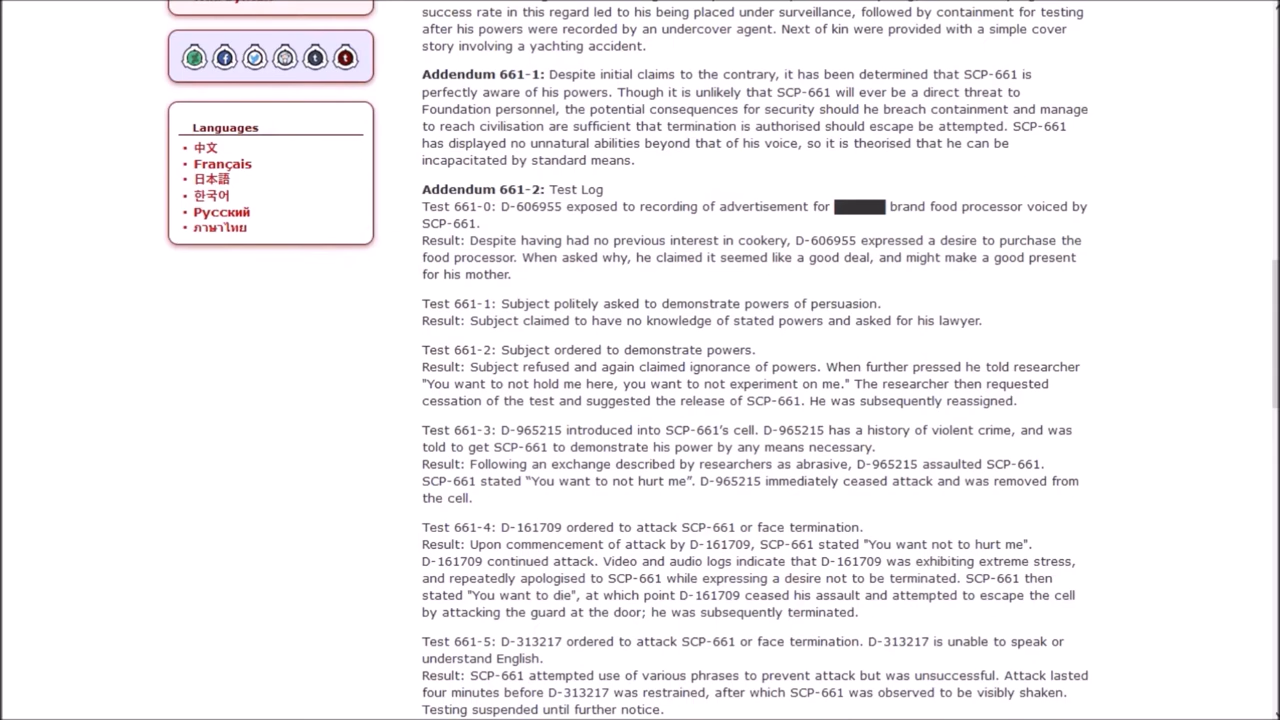 success rate in this regard led to his being placed under surveillance, followed by containment for testing
after his powers were recorded by an undercover agent. Next of kin were provided with a simple cover
story involving a yachting accident.
Languages
中文
Français
日本語
한국어
Русский
ภาษาไทย
Addendum 661-1: Despite initial claims to the contrary, it has been determined that SCP-661 is
perfectly aware of his powers. Though it is unlikely that SCP-661 will ever be a direct threat to
Foundation personnel, the potential consequences for security should he breach containment and manage
to reach civilisation are sufficient that termination is authorised should escape be attempted. SCP-661
has displayed no unnatural abilities beyond that of his voice, so it is theorised that he can be
incapacitated by standard means.
Addendum 661-2: Test Log
Test 661-0: D-606955 exposed to recording of advertisement for brand food processor voiced by
SCP-661.
Result: Despite having had no previous interest in cookery, D-606955 expressed a desire to purchase the
food processor. When asked why, he claimed it seemed like a good deal, and might make a good present
for his mother.
Test 661-1: Subject politely asked to demonstrate powers of persuasion.
Result: Subject claimed to have no knowledge of stated powers and asked for his lawyer.
Test 661-2: Subject ordered to demonstrate powers.
Result: Subject refused and again claimed ignorance of powers. When further pressed he told researcher
"You want to not hold me here, you want to not experiment on me." The researcher then requested
cessation of the test and suggested the release of SCP-661. He was subsequently reassigned.
Test 661-3: D-965215 introduced into SCP-661’s cell. D-965215 has a history of violent crime, and was
told to get SCP-661 to demonstrate his power by any means necessary.
Result: Following an exchange described by researchers as abrasive, D-965215 assaulted SCP-661.
SCP-661 stated “You want to not hurt me”. D-965215 immediately ceased attack and was removed from
the cell.
Test 661-4: D-161709 ordered to attack SCP-661 or face termination.
Result: Upon commencement of attack by D-161709, SCP-661 stated "You want not to hurt me".
D-161709 continued attack. Video and audio logs indicate that D-161709 was exhibiting extreme stress,
and repeatedly apologised to SCP-661 while expressing a desire not to be terminated. SCP-661 then
stated "You want to die", at which point D-161709 ceased his assault and attempted to escape the cell
by attacking the guard at the door; he was subsequently terminated.
Test 661-5: D-313217 ordered to attack SCP-661 or face termination. D-313217 is unable to speak or
understand English.
Result: SCP-661 attempted use of various phrases to prevent attack but was unsuccessful. Attack lasted
four minutes before D-313217 was restrained, after which SCP-661 was observed to be visibly shaken.
Testing suspended until further notice.